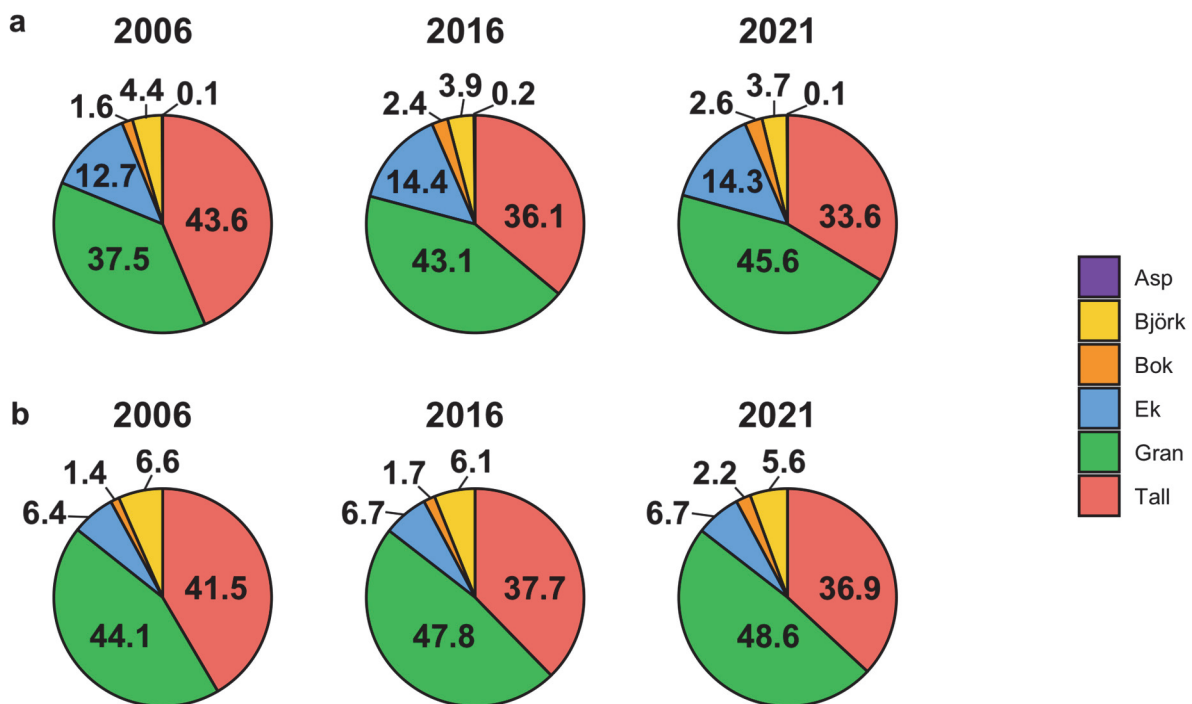 a
2006
2016
2021
1.6 4.4 0.1
12.7
43.6
37.5
2.4 3.9 0.2
14.4
36.1
43.1
2.6 3.7 0.1
14.3
33.6
45.6
Asp
Björk
Bok
Ek
Gran
Tall
b
2006
2016
2021
6.4 1.4 6.6
41.5
44.1
6.7 1.7 6.1
37.7
47.8
6.7 2.2 5.6
36.9
48.6